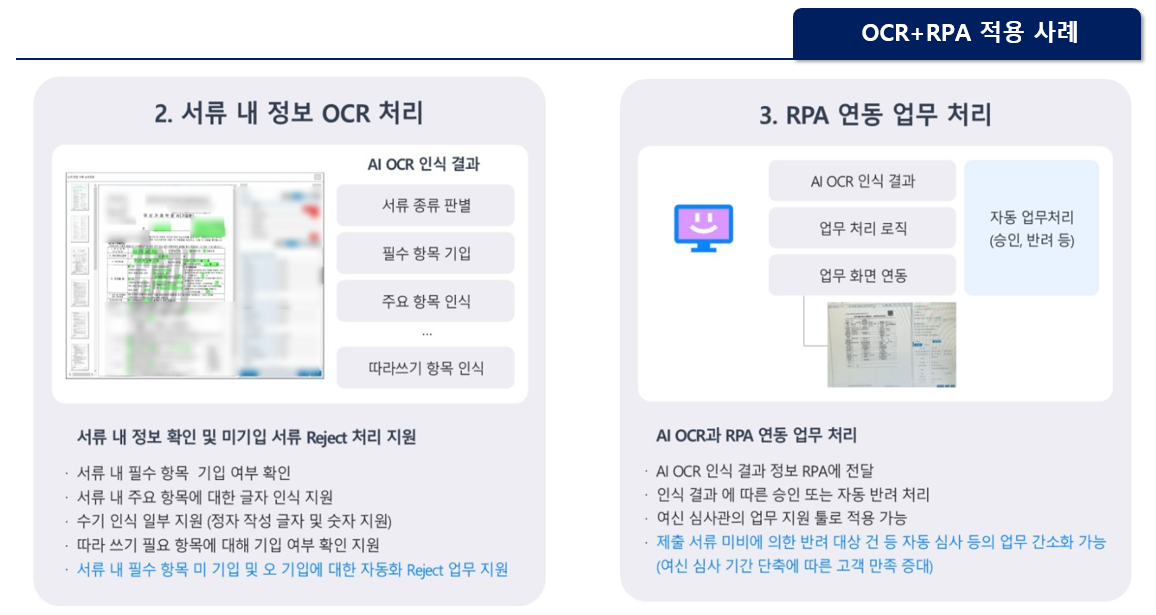 OCR+RPA 적용 사례
2. 서류 내 정보 OCR 처리
AI OCR 인식 결과
서류 종류 판별
필수 항목 기입
주요 항목 인식
...
따라쓰기 항목 인식
서류 내 정보 확인 및 미기입 서류 Reject 처리 지원
· 서류 내 필수 항목 기입 여부 확인
· 서류 내 주요 항목에 대한 글자 인식 지원
· 수기 인식 일부 지원 (정자 작성 글자 및 숫자 지원)
· 따라 쓰기 필요 항목에 대해 기입 여부 확인 지원
· 서류 내 필수 항목 미 기입 및 오 기입에 대한 자동화 Reject 업무 지원
3. RPA 연동 업무 처리
AI OCR 인식 결과
업무 처리 로직
업무 화면 연동
자동 업무처리
(승인, 반려 등)
AI OCR과 RPA 연동 업무 처리
· AI OCR 인식 결과 정보 RPA에 전달
· 인식 결과 에 따른 승인 또는 자동 반려 처리
· 여신 심사관의 업무 지원 툴로 적용 가능
· 제출 서류 미비에 의한 반려 대상 건 등 자동 심사 등의 업무 간소화 가능
(여신 심사 기간 단축에 따른 고객 만족 증대)